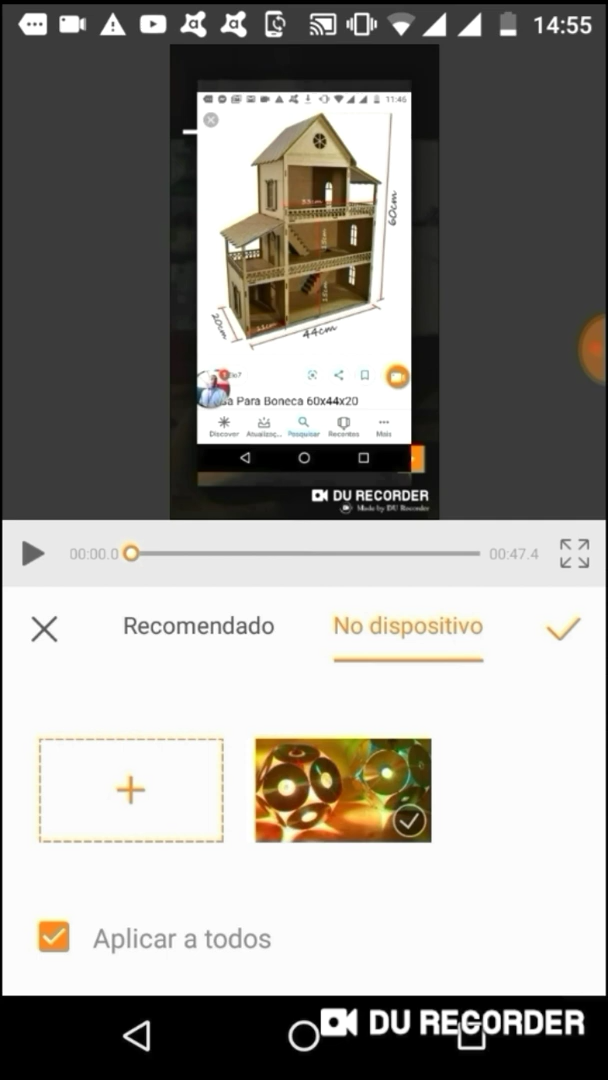 14:55
11:46
60cm
20cm
44cm
a Para Boneca 60x44x20
Discover
Atualizaç...
Pesquisar
Recentes
Mais
DU RECORDER
Made by DU Recorder
00:00.0
00:47.4
Recomendado
No dispositivo
Aplicar a todos
DU RECORDER